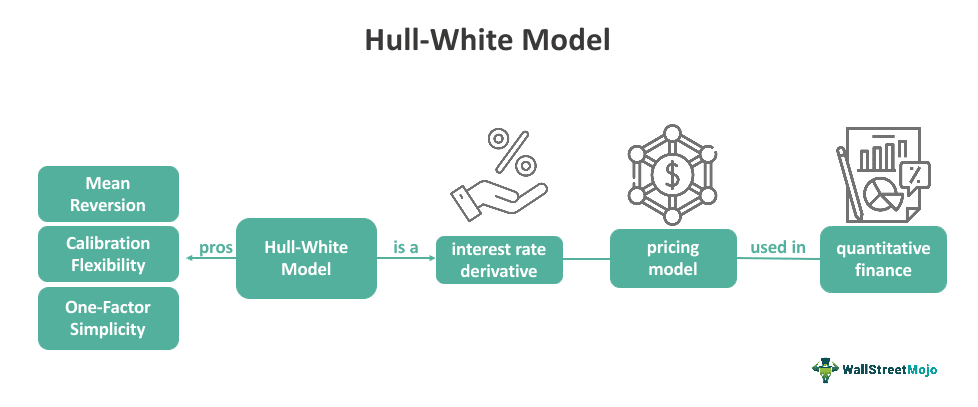 Hull-White Model
Mean
Reversion
Calibration
Flexibility
One-Factor
Simplicity
pros
Hull-White
Model
is a
interest rate
derivative
$
pricing
model
used in
quantitative
finance
WallStreetMojo